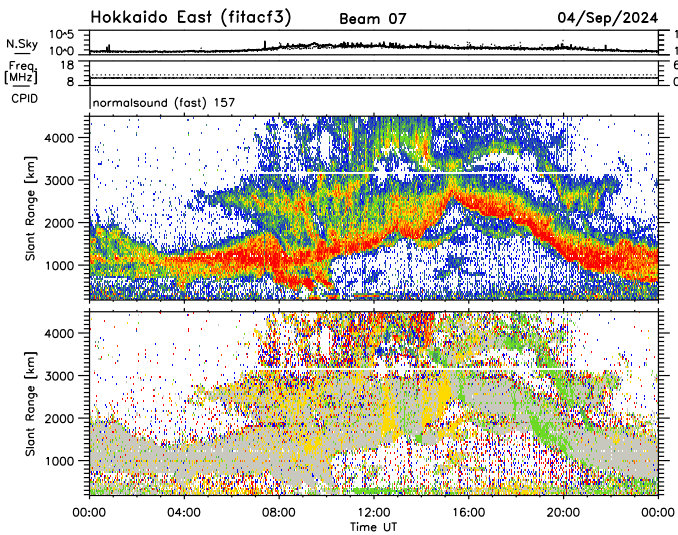 Hokkaido East (fitacf3) Beam 07 04/Sep/2024
N.Sky
10^5
10^0
Freq.
[MHz]
18
8
6
0
CPID
normalsound (fast) 157
Slant Range [km]
4000
3000
2000
1000
Slant Range [km]
4000
3000
2000
1000
00:00 04:00 08:00 12:00 16:00 20:00 00:00
Time UT